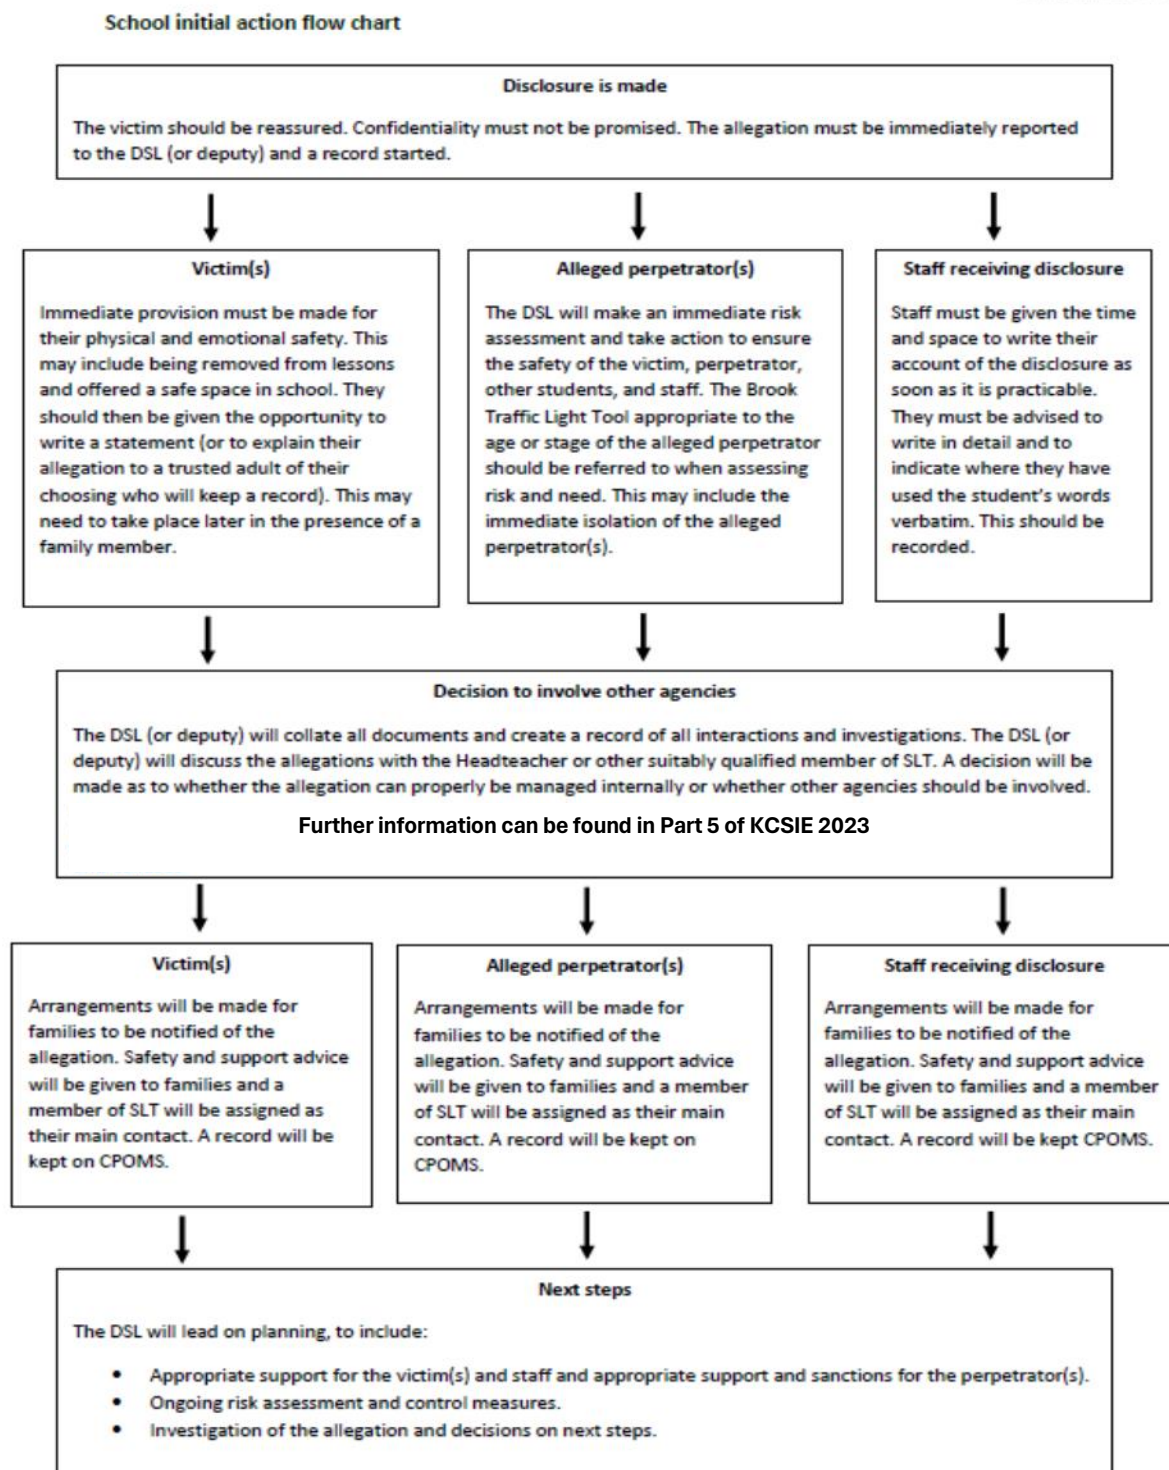 School initial action flow chart
Disclosure is made
The victim should be reassured. Confidentiality must not be promised. The allegation must be immediately reported
to the DSL (or deputy) and a record started.
Victim(s)
Immediate provision must be made for
their physical and emotional safety. This
may include being removed from lessons
and offered a safe space in school. They
should then be given the opportunity to
write a statement (or to explain their
allegation to a trusted adult of their
choosing who will keep a record). This may
need to take place later in the presence of a
family member.
Alleged perpetrator(s)
The DSL will make an immediate risk
assessment and take action to ensure
the safety of the victim, perpetrator,
other students, and staff. The Brook
Traffic Light Tool appropriate to the
age or stage of the alleged perpetrator
should be referred to when assessing
risk and need. This may include the
immediate isolation of the alleged
perpetrator(s).
Staff receiving disclosure
Staff must be given the time
and space to write their
account of the disclosure as
soon as it is practicable.
They must be advised to
write in detail and to
indicate where they have
used the student's words
verbatim. This should be
recorded.
Decision to involve other agencies
The DSL (or deputy) will collate all documents and create a record of all interactions and investigations. The DSL (or
deputy) will discuss the allegations with the Headteacher or other suitably qualified member of SLT. A decision will be
made as to whether the allegation can properly be managed internally or whether other agencies should be involved.
Further information can be found in Part 5 of KCSIE 2023
Victim(s)
Arrangements will be made for
families to be notified of the
allegation. Safety and support advice
will be given to families and a
member of SLT will be assigned as
their main contact. A record will be
kept on CPOMS.
Alleged perpetrator(s)
Arrangements will be made for
families to be notified of the
allegation. Safety and support advice
will be given to families and a member
of SLT will be assigned as their main
contact. A record will be kept on
CPOMS.
Staff receiving disclosure
Arrangements will be made for
families to be notified of the
allegation. Safety and support advice
will be given to families and a member
of SLT will be assigned as their main
contact. A record will be kept CPOMS.
Next steps
The DSL will lead on planning, to include:
• Appropriate support for the victim(s) and staff and appropriate support and sanctions for the perpetrator(s).
• Ongoing risk assessment and control measures.
• Investigation of the allegation and decisions on next steps.